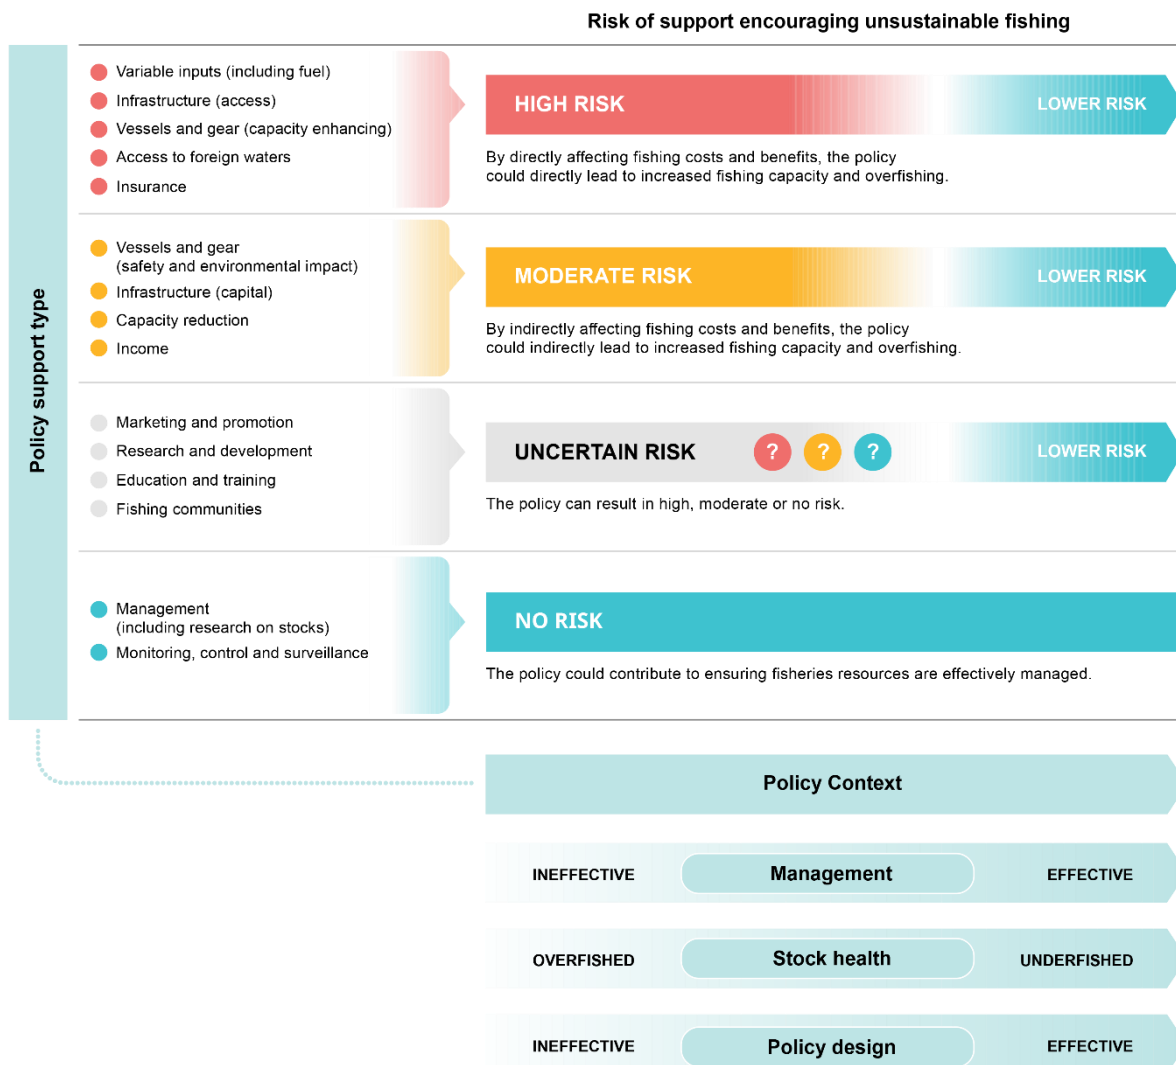 Risk of support encouraging unsustainable fishing
Policy support type
Variable inputs (including fuel)
Infrastructure (access)
Vessels and gear (capacity enhancing)
Access to foreign waters
Insurance
HIGH RISK
LOWER RISK
By directly affecting fishing costs and benefits, the policy
could directly lead to increased fishing capacity and overfishing.
Vessels and gear
(safety and environmental impact)
Infrastructure (capital)
Capacity reduction
Income
MODERATE RISK
LOWER RISK
By indirectly affecting fishing costs and benefits, the policy
could indirectly lead to increased fishing capacity and overfishing.
Marketing and promotion
Research and development
Education and training
Fishing communities
UNCERTAIN RISK
? ? ?
LOWER RISK
The policy can result in high, moderate or no risk.
Management
(including research on stocks)
Monitoring, control and surveillance
NO RISK
The policy could contribute to ensuring fisheries resources are effectively managed.
Policy Context
INEFFECTIVE
Management
EFFECTIVE
OVERFISHED
Stock health
UNDERFISHED
INEFFECTIVE
Policy design
EFFECTIVE